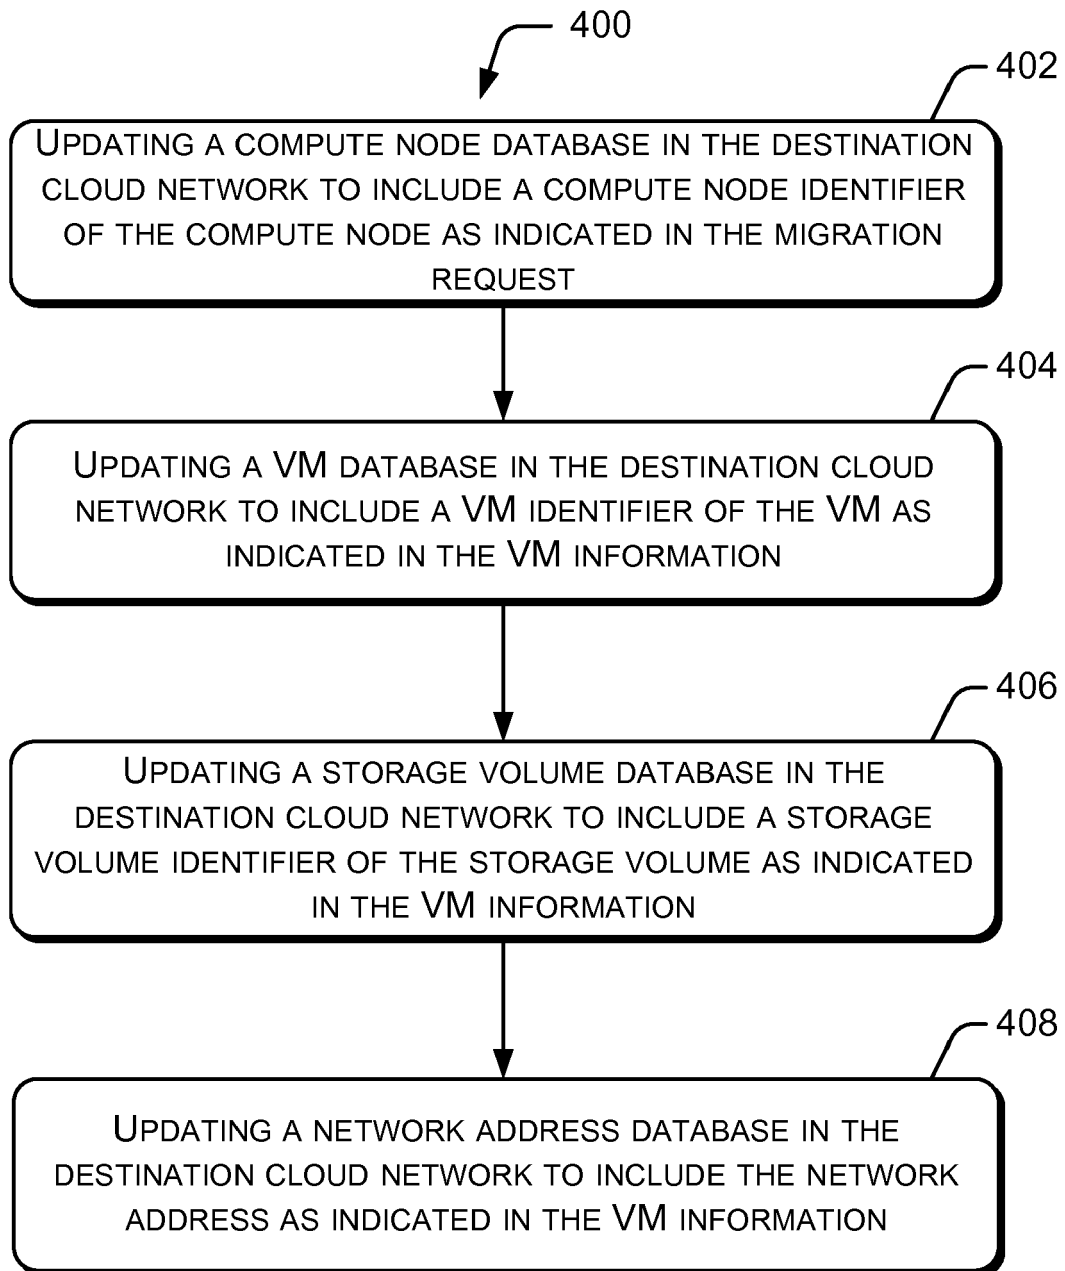 400
402
UPDATING A COMPUTE NODE DATABASE IN THE DESTINATION
CLOUD NETWORK TO INCLUDE A COMPUTE NODE IDENTIFIER
OF THE COMPUTE NODE AS INDICATED IN THE MIGRATION
REQUEST
404
UPDATING A VM DATABASE IN THE DESTINATION CLOUD
NETWORK TO INCLUDE A VM IDENTIFIER OF THE VM AS
INDICATED IN THE VM INFORMATION
406
UPDATING A STORAGE VOLUME DATABASE IN THE
DESTINATION CLOUD NETWORK TO INCLUDE A STORAGE
VOLUME IDENTIFIER OF THE STORAGE VOLUME AS INDICATED
IN THE VM INFORMATION
408
UPDATING A NETWORK ADDRESS DATABASE IN THE
DESTINATION CLOUD NETWORK TO INCLUDE THE NETWORK
ADDRESS AS INDICATED IN THE VM INFORMATION